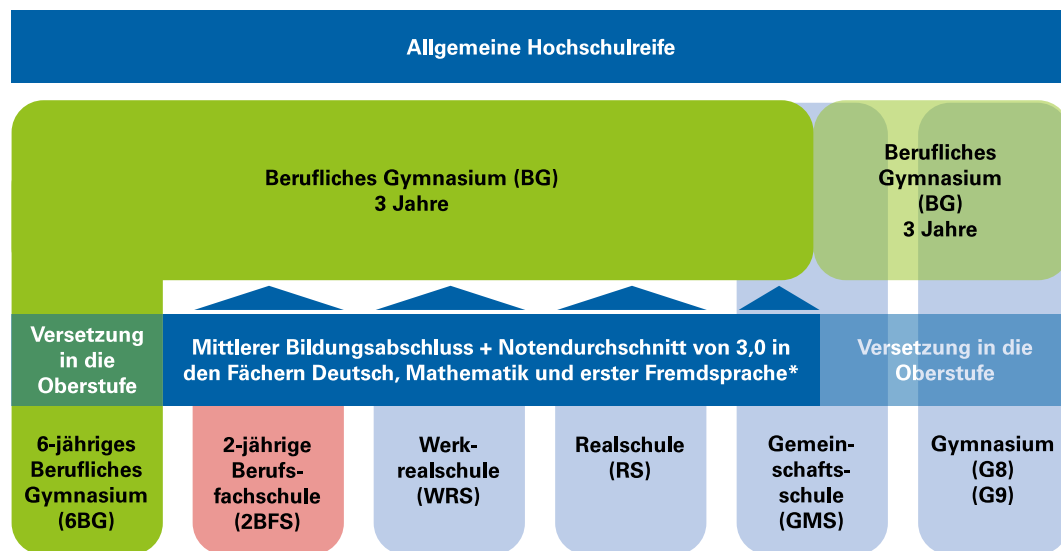 Allgemeine Hochschulreife
Berufliches Gymnasium (BG)
3 Jahre
Berufliches
Gymnasium
(BG)
3 Jahre
Versetzung
in die
Oberstufe
Mittlerer Bildungsabschluss + Notendurchschnitt von 3,0 in
den Fächern Deutsch, Mathematik und erster Fremdsprache*
Versetzung in die
Oberstufe
6-jähriges
Berufliches
Gymnasium
(6BG)
2-jährige
Berufs-
fachschule
(2BFS)
Werk-
realschule
(WRS)
Realschule
(RS)
Gemein-
schafts-
schule
(GMS)
Gymnasium
(G8)
(G9)